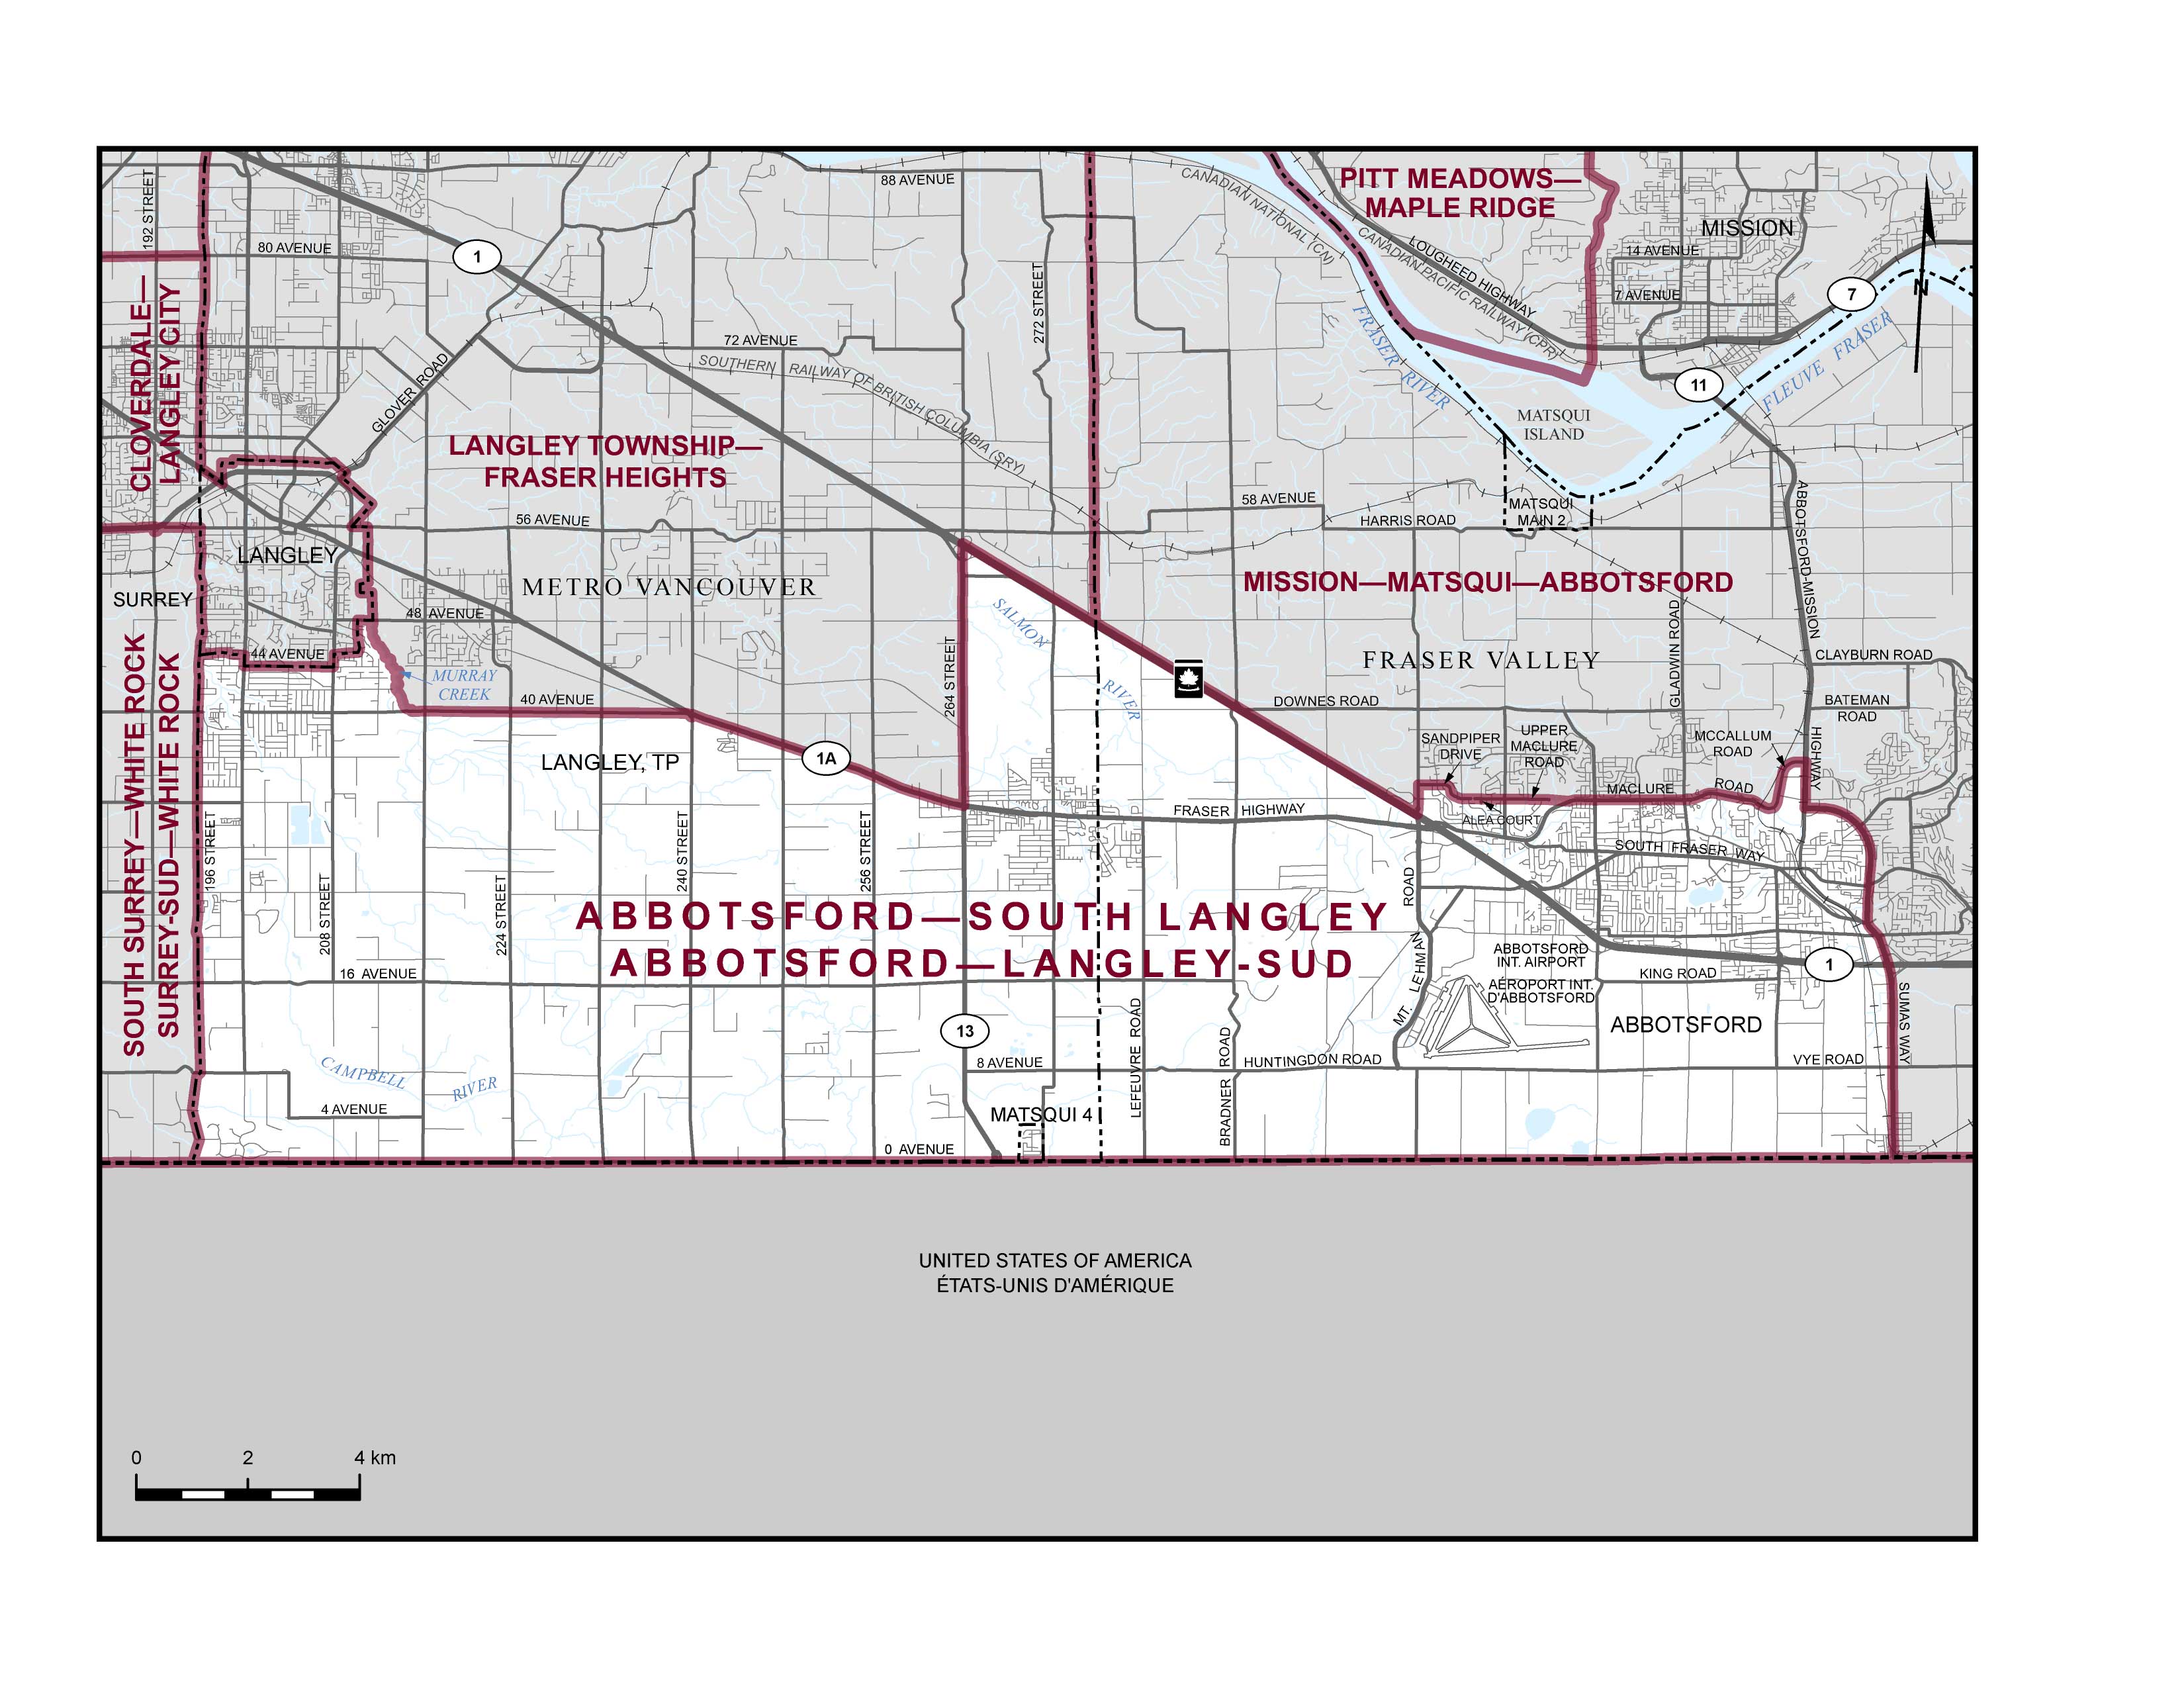 PITT MEADOWS—
MAPLE RIDGE
88 AVENUE
192 STREET
CANADIAN NATIONAL (CN)
CANADIAN PACIFIC RAILWAY (CPR)
LOUGHEED HIGHWAY
MISSION
14 AVENUE
7 AVENUE
80 AVENUE
1
7
N
272 STREET
CLOVERDALE—
LANGLEY CITY
72 AVENUE
SOUTHERN RAILWAY OF BRITISH COLUMBIA (SRY)
GLOVER ROAD
FRASER RIVER
FLEUVE FRASER
11
MATSQUI
ISLAND
LANGLEY TOWNSHIP—
FRASER HEIGHTS
58 AVENUE
56 AVENUE
HARRIS ROAD
MATSQUI
MAIN 2
ABBOTSFORD-MISSION
HIGHWAY
LANGLEY
METRO VANCOUVER
MISSION—MATSQUI—ABBOTSFORD
SURREY
48 AVENUE
SALMON
RIVER
44 AVENUE
MURRAY
CREEK
264 STREET
FRASER VALLEY
GLADWIN ROAD
CLAYBURN ROAD
40 AVENUE
DOWNES ROAD
BATEMAN
ROAD
SANDPIPER
DRIVE
UPPER
MACLURE
ROAD
MCCALLUM
ROAD
LANGLEY, TP
1A
MACLURE ROAD
ALEA COURT
FRASER HIGHWAY
SOUTH FRASER WAY
SOUTH SURREY—WHITE ROCK
SURREY-SUD—WHITE ROCK
196 STREET
208 STREET
224 STREET
240 STREET
256 STREET
ABBOTSFORD—SOUTH LANGLEY
ABBOTSFORD—LANGLEY-SUD
MT. LEHMAN ROAD
ABBOTSFORD
INT. AIRPORT
AÉROPORT INT.
D'ABBOTSFORD
KING ROAD
1
16 AVENUE
SUMAS WAY
ABBOTSFORD
13
LEFEUVRE ROAD
BRADNER ROAD
8 AVENUE
HUNTINGDON ROAD
VYE ROAD
CAMPBELL RIVER
4 AVENUE
MATSQUI 4
0 AVENUE
UNITED STATES OF AMERICA
ÉTATS-UNIS D'AMÉRIQUE
0 2 4 km